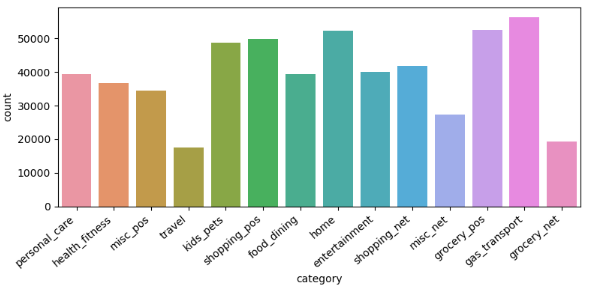 50000
40000
30000
20000
10000
0
count
personal_care
health_fitness
misc_pos
travel
kids_pets
shopping_pos
food_dining
home
entertainment
shopping_net
misc_net
grocery_pos
gas_transport
grocery_net
category